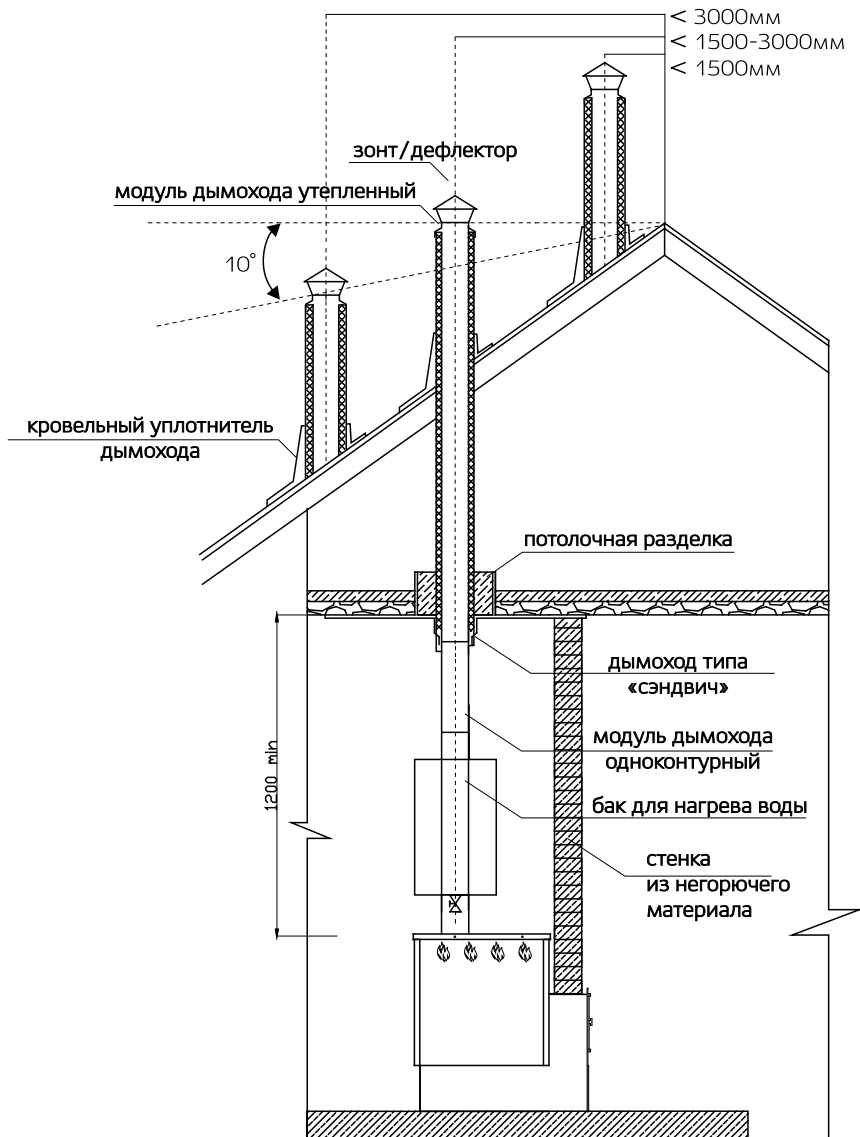 < 3000мм
< 1500-3000мм
< 1500мм
зонт/дефлектор
модуль дымохода утепленный
10°
кровельный уплотнитель
дымохода
потолочная разделка
дымоход типа
«сэндвич»
модуль дымохода
одноконтурный
1200 min
бак для нагрева воды
стенка
из негорючего
материала